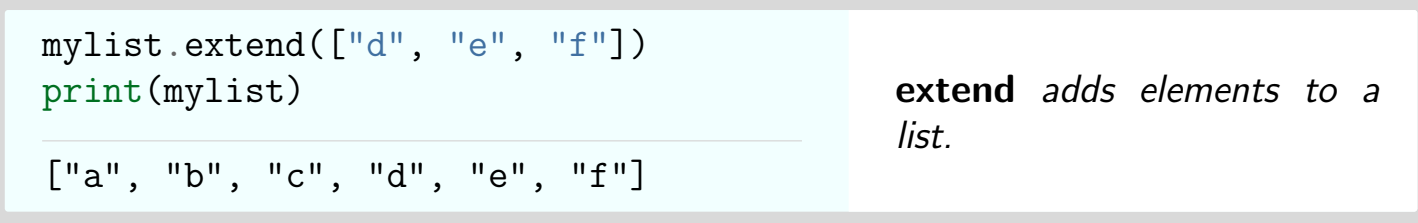 mylist.extend(["d", "e", "f"])
print(mylist)
["a", "b", "c", "d", "e", "f"]
extend adds elements to a
list.